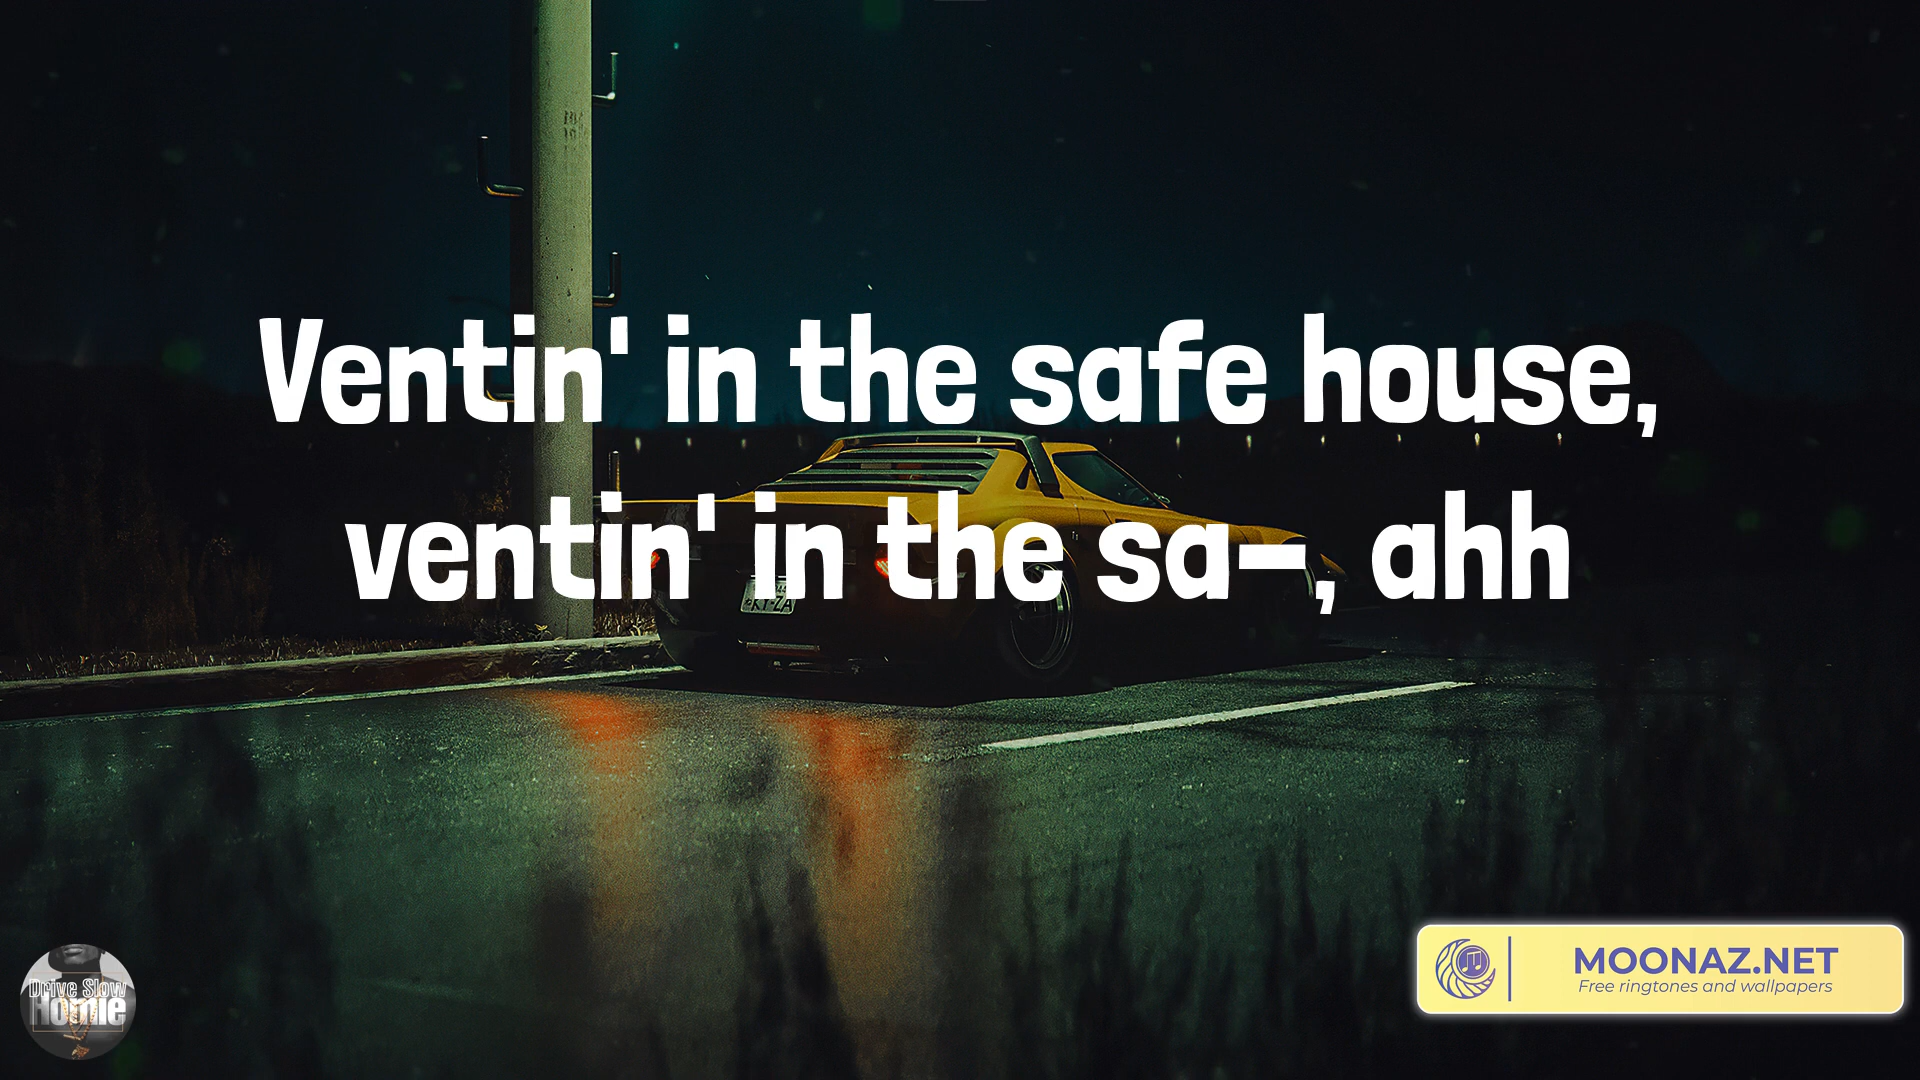 Ventin' in the safe house,
ventin' in the sa–, ahh
Drive Slow
Homie
MOONAZ.NET
Free ringtones and wallpapers